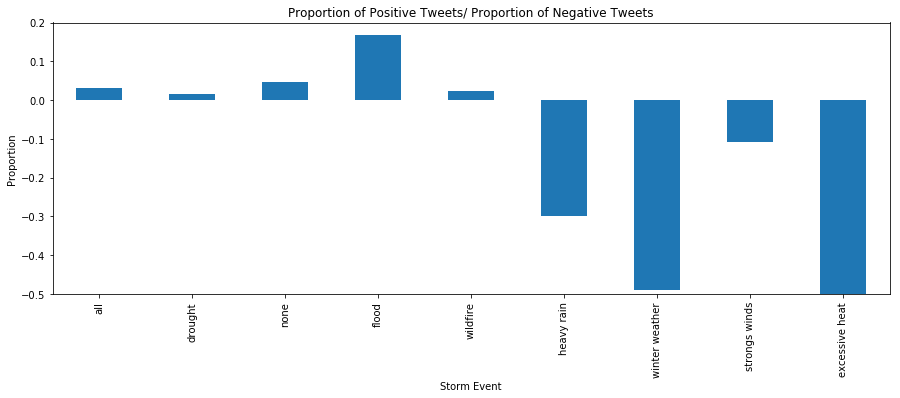 Proportion of Positive Tweets/ Proportion of Negative Tweets
0.2
0.1
0.0
−0.1
−0.2
−0.3
−0.4
−0.5
Proportion
all
drought
none
flood
wildfire
heavy rain
winter weather
strongs winds
excessive heat
Storm Event